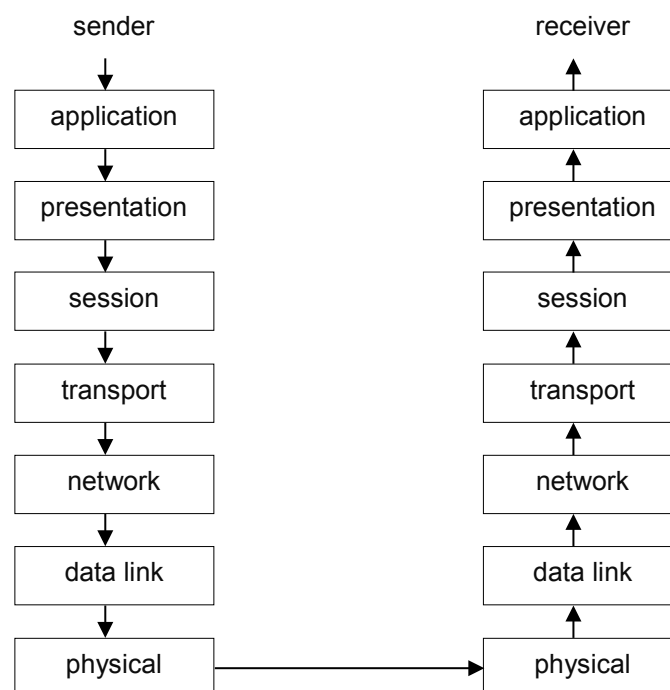 sender
application
presentation
session
transport
network
data link
physical
receiver
application
presentation
session
transport
network
data link
physical